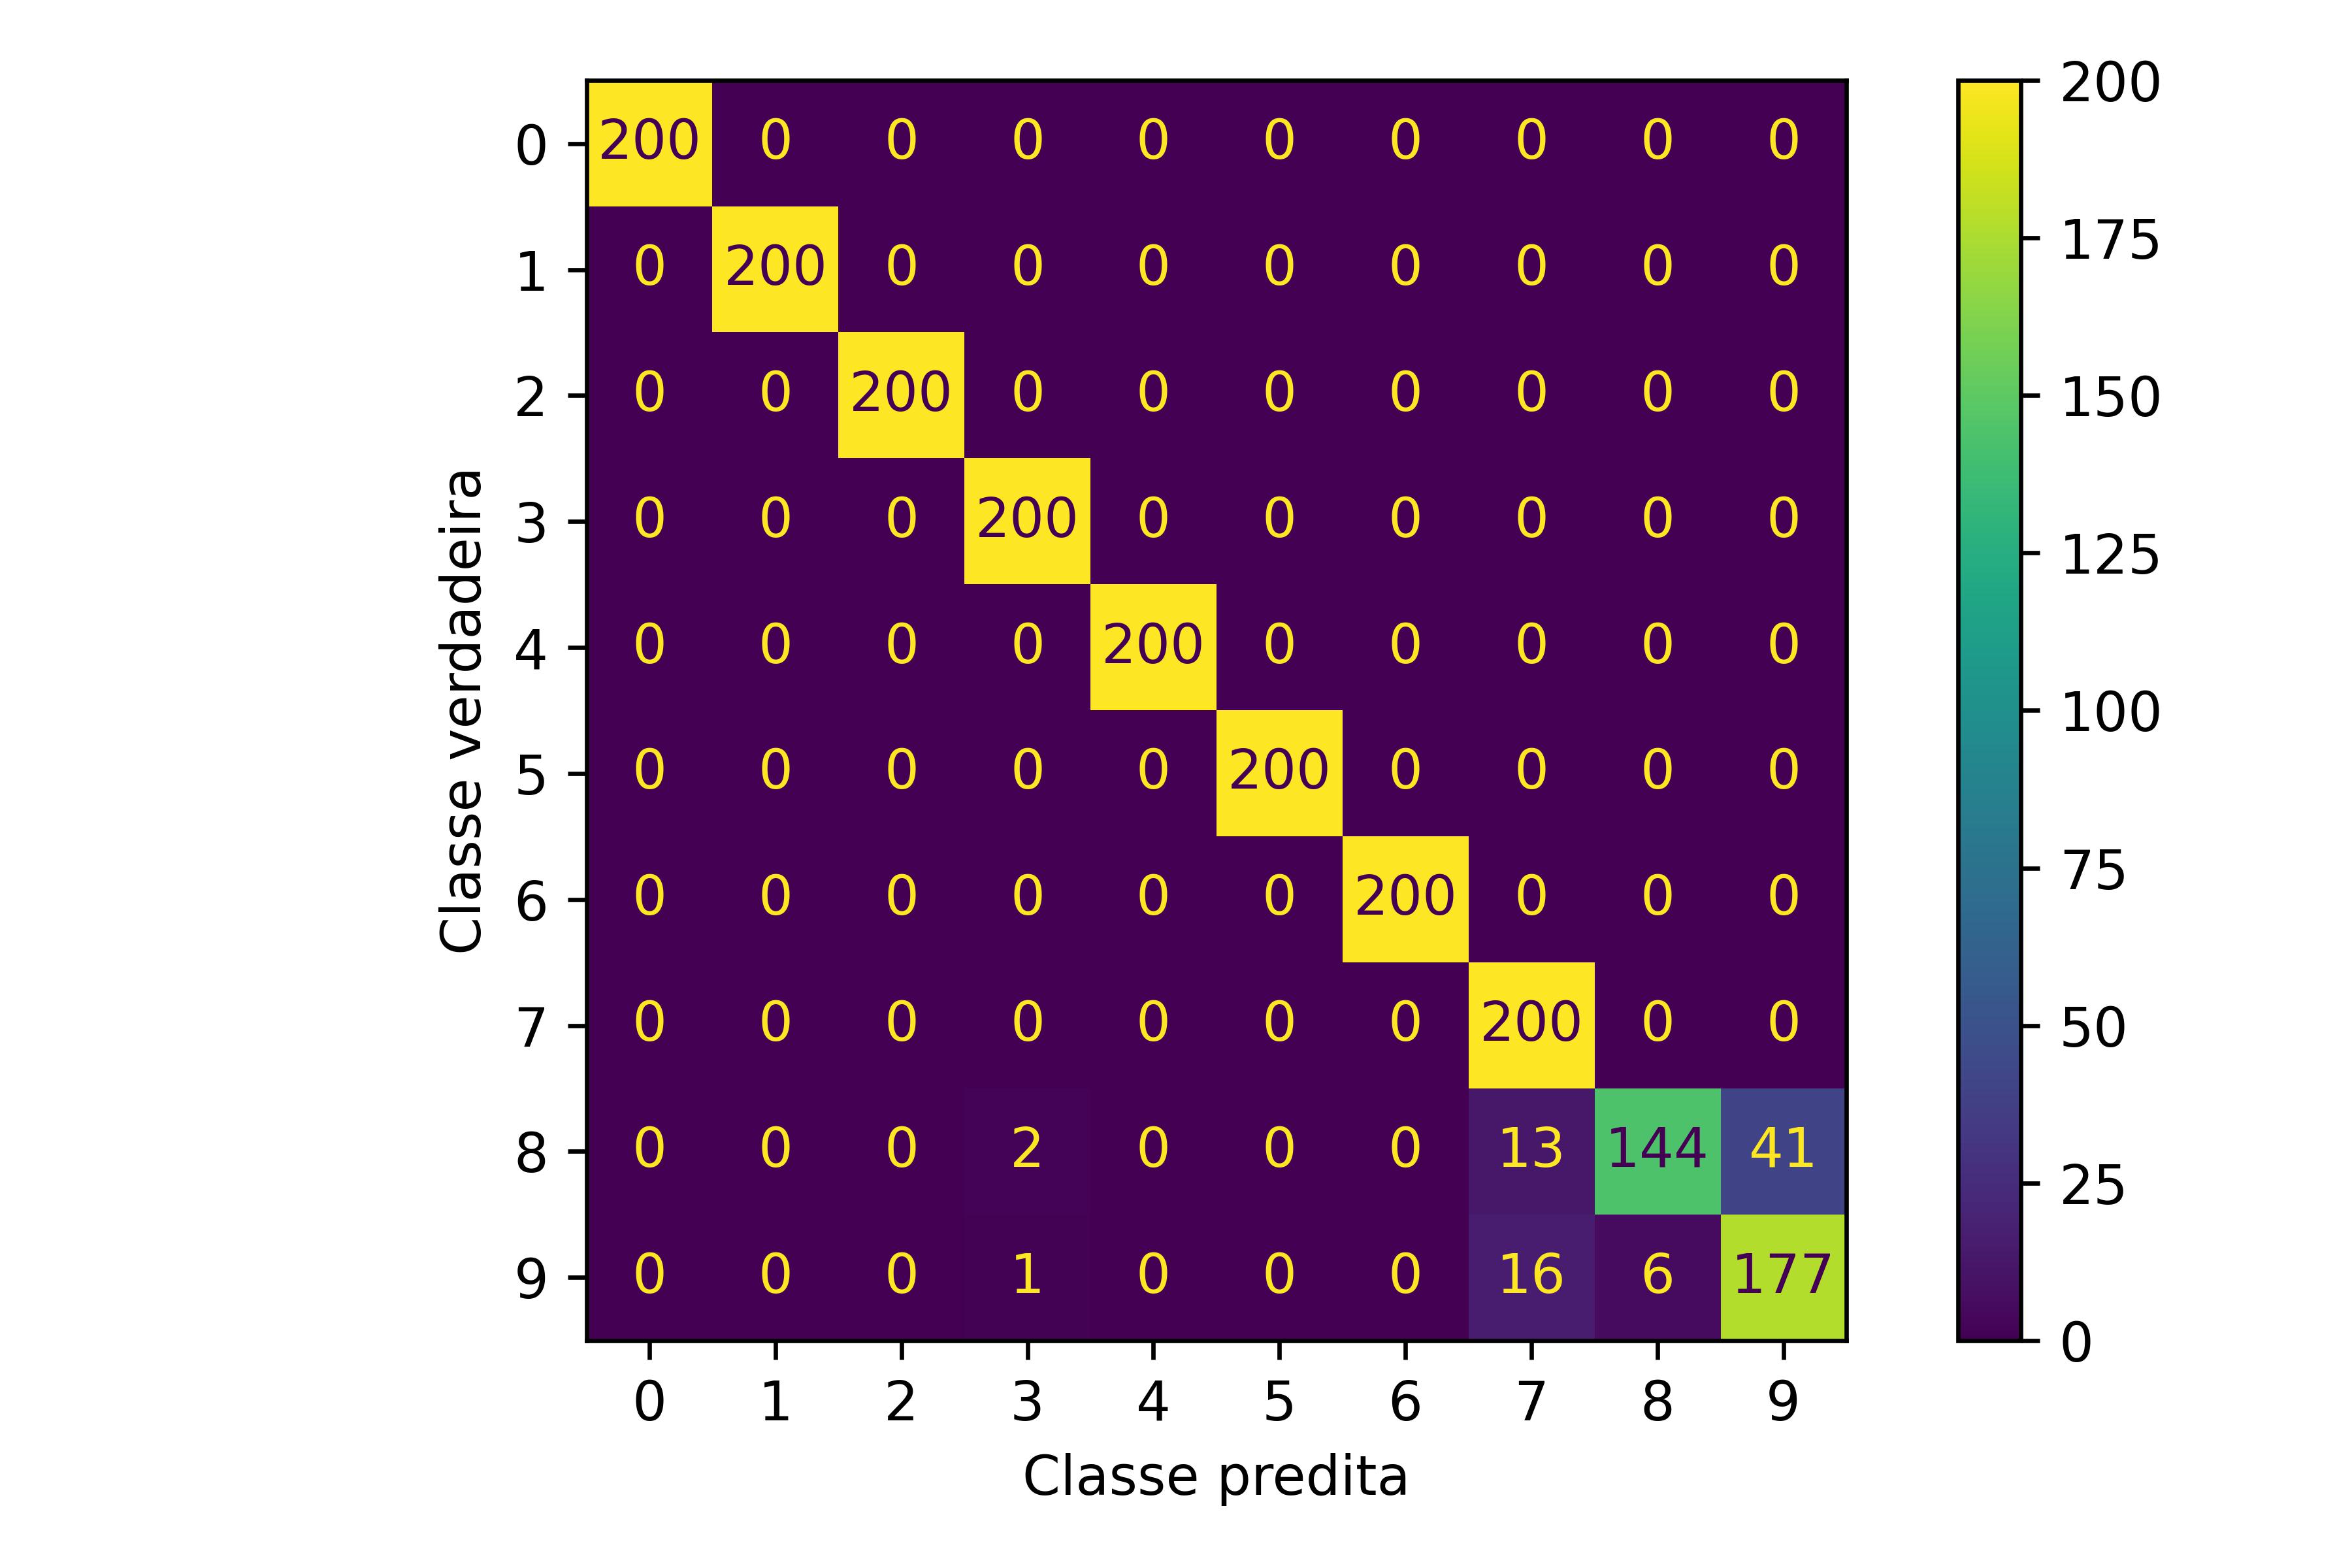 0 200 0 0 0 0 0 0 0 0 0
1 0 200 0 0 0 0 0 0 0 0
2 0 0 200 0 0 0 0 0 0 0
3 0 0 0 200 0 0 0 0 0 0
4 0 0 0 0 200 0 0 0 0 0
5 0 0 0 0 0 200 0 0 0 0
6 0 0 0 0 0 0 200 0 0 0
7 0 0 0 0 0 0 0 200 0 0
8 0 0 0 2 0 0 0 13 144 41
9 0 0 0 1 0 0 0 16 6 177
0 1 2 3 4 5 6 7 8 9
Classe predita
Classe verdadeira
200
175
150
125
100
75
50
25
0